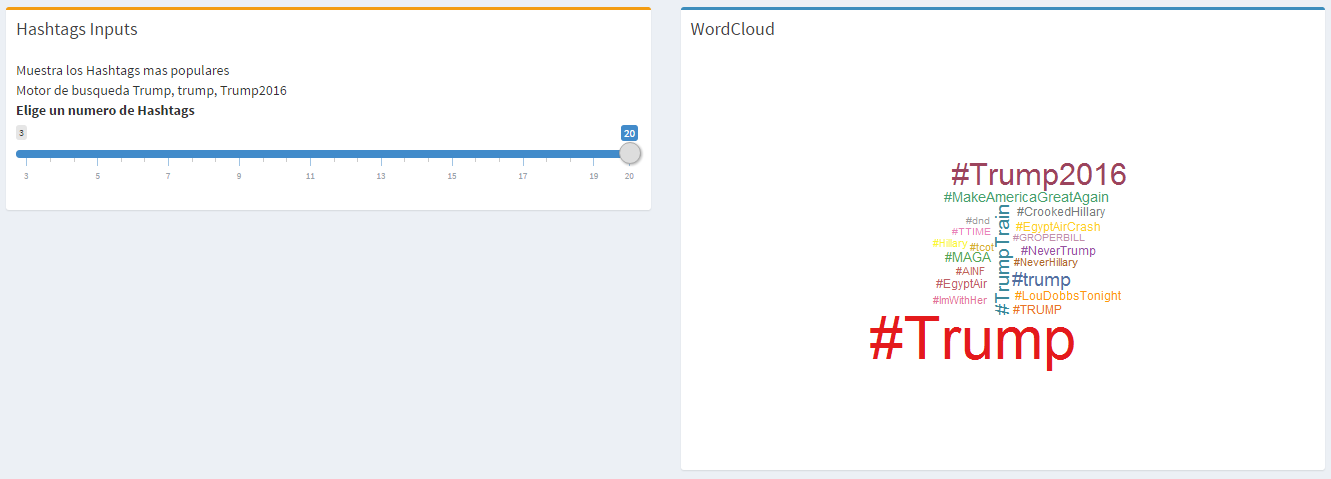 Hashtags Inputs
Muestra los Hashtags mas populares
Motor de busqueda Trump, trump, Trump2016
Elige un numero de Hashtags
3
20
3 5 7 9 11 13 15 17 19 20
WordCloud
#Trump2016
#MakeAmericaGreatAgain
#CrookedHillary
#dnd
#EgyptAirCrash
#TTIME
#GROPERBILL
#Hillary
#tcot
#NeverTrump
#MAGA
#NeverHillary
#AINF
#trump
#EgyptAir
#LouDobbsTonight
#ImWithHer
#TRUMP
#TrumpTrain
#Trump